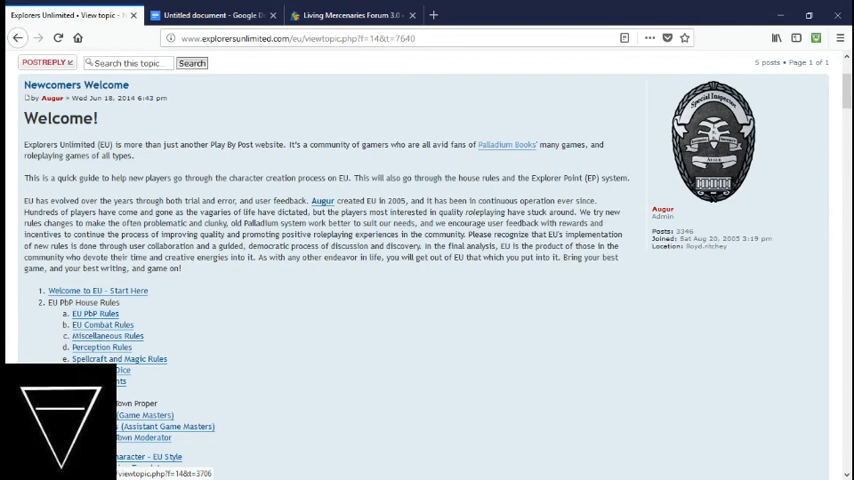 Explorers Unlimited • View topic -
Untitled document - Google D
Living Mercenaries Forum 3.0 -
www.explorersunlimited.com/eu/viewtopic.php?f=14&t=7640
POSTREPLY
Search this topic…
Search
5 posts • Page 1 of 1
Newcomers Welcome
by Augur » Wed Jun 18, 2014 6:43 pm
Welcome!
Explorers Unlimited (EU) is more than just another Play By Post website. It's a community of gamers who are all avid fans of Palladium Books' many games, and
roleplaying games of all types.
This is a quick guide to help new players go through the character creation process on EU. This will also go through the house rules and the Explorer Point (EP) system.
EU has evolved over the years through both trial and error, and user feedback. Augur created EU in 2005, and it has been in continuous operation ever since.
Hundreds of players have come and gone as the vagaries of life have dictated, but the players most interested in quality roleplaying have stuck around. We try new
rules changes to make the often problematic and clunky, old Palladium system work better to suit our needs, and we encourage user feedback with rewards and
incentives to continue the process of improving quality and promoting positive roleplaying experiences in the community. Please recognize that EU's implementation
of new rules is done through user collaboration and a guided, democratic process of discussion and discovery. In the final analysis, EU is the product of those in the
community who devote their time and creative energies into it. As with any other endeavor in life, you will get out of EU that which you put into it. Bring your best
game, and your best writing, and game on!
1. Welcome to EU - Start Here
2. EU PbP House Rules
a. EU PbP Rules
b. EU Combat Rules
c. Miscellaneous Rules
d. Perception Rules
e. Spellcraft and Magic Rules
Dice
nts
Town Proper
(Game Masters)
s (Assistant Game Masters)
Town Moderator
haracter - EU Style
/viewtopic.php?f=14&t=3706
Special Inspector
Augur
Augur
Admin
Posts: 3346
Joined: Sat Aug 20, 2005 3:19 pm
Location: lloyd.ritchey